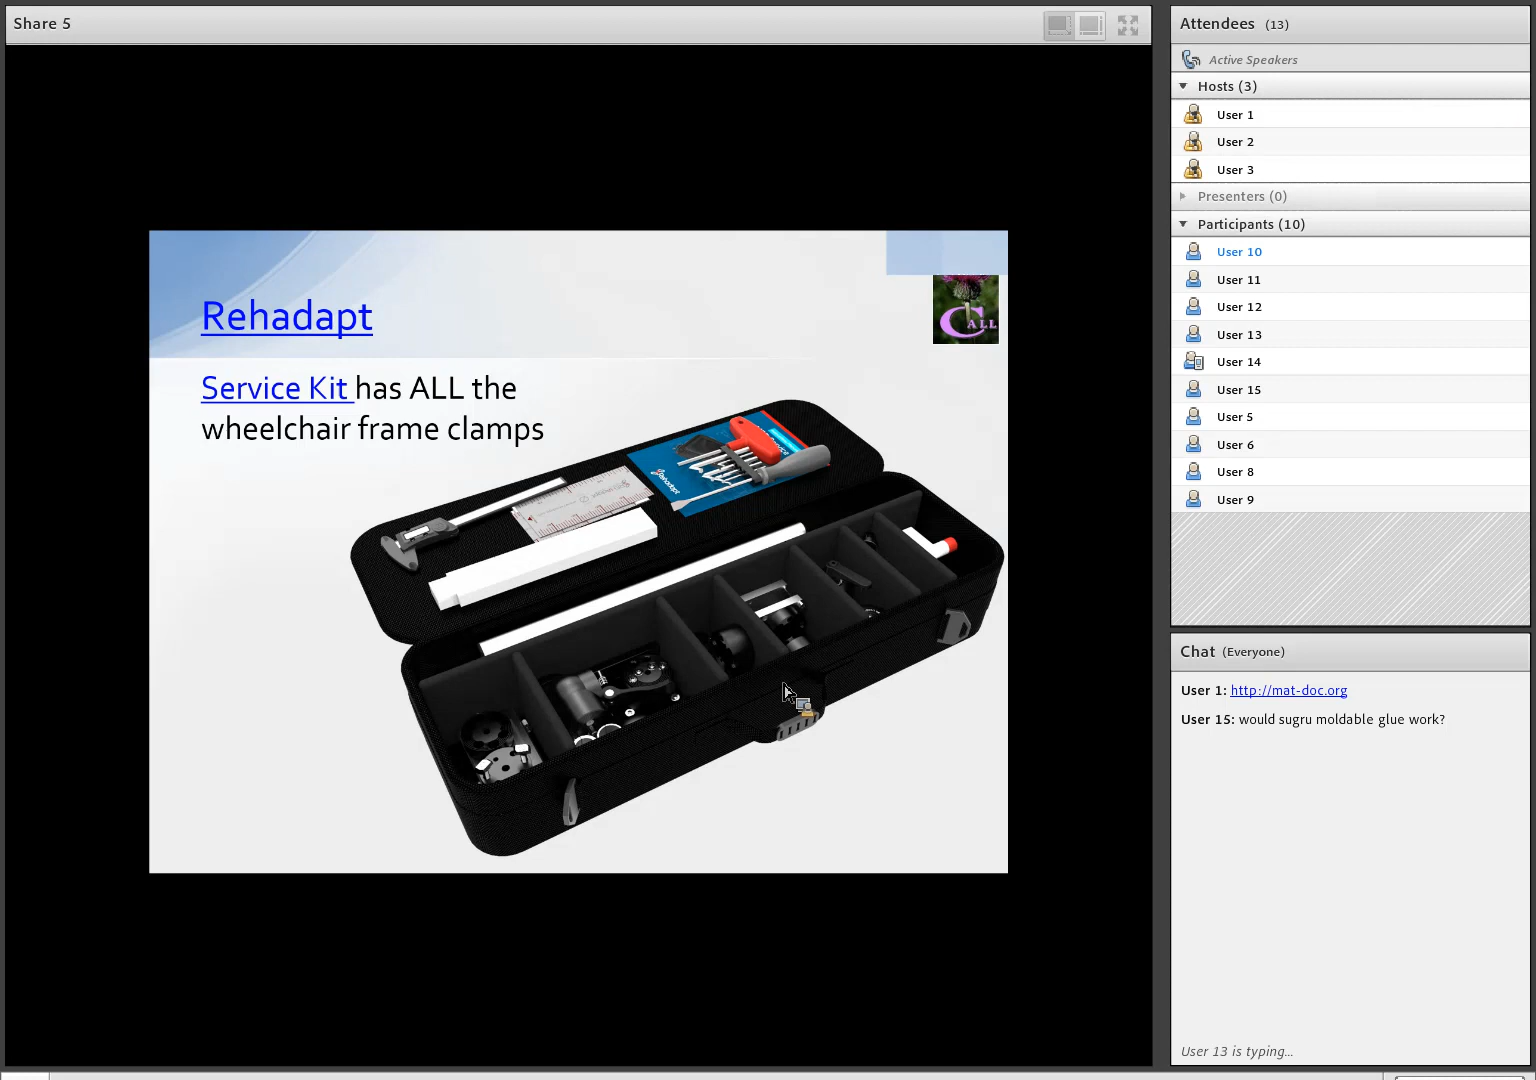 Share 5
Rehadapt
Service Kit has ALL the
wheelchair frame clamps
CALL
Attendees (13)
Active Speakers
Hosts (3)
User 1
User 2
User 3
Presenters (0)
Participants (10)
User 10
User 11
User 12
User 13
User 14
User 15
User 5
User 6
User 8
User 9
Chat (Everyone)
User 1: http://mat-doc.org
User 15: would sugru moldable glue work?
User 13 is typing...